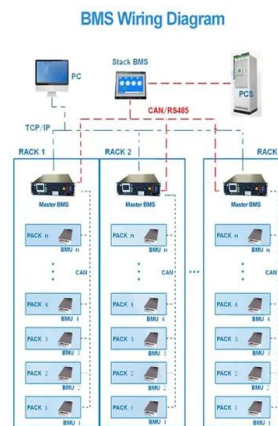 BMS Wiring Diagram
PC
Stack BMS
PCS
CAN/RS485
TCP/IP
RACK 1
RACK 2
RACK
Master BMS
Master BMS
Master BMS
PACK n
BMU n
PACK n
BMU n
PACK n
BMU n
CAN
CAN
CAN
PACK 4
BMU 4
PACK 4
BMU 4
PACK 4
BMU 4
PACK 3
BMU 3
PACK 3
BMU 3
PACK 3
BMU 3
PACK 2
BMU 2
PACK 2
BMU 2
PACK 2
BMU 2
PACK 1
BMU 1
PACK 1
BMU 1
PACK 1
BMU 1